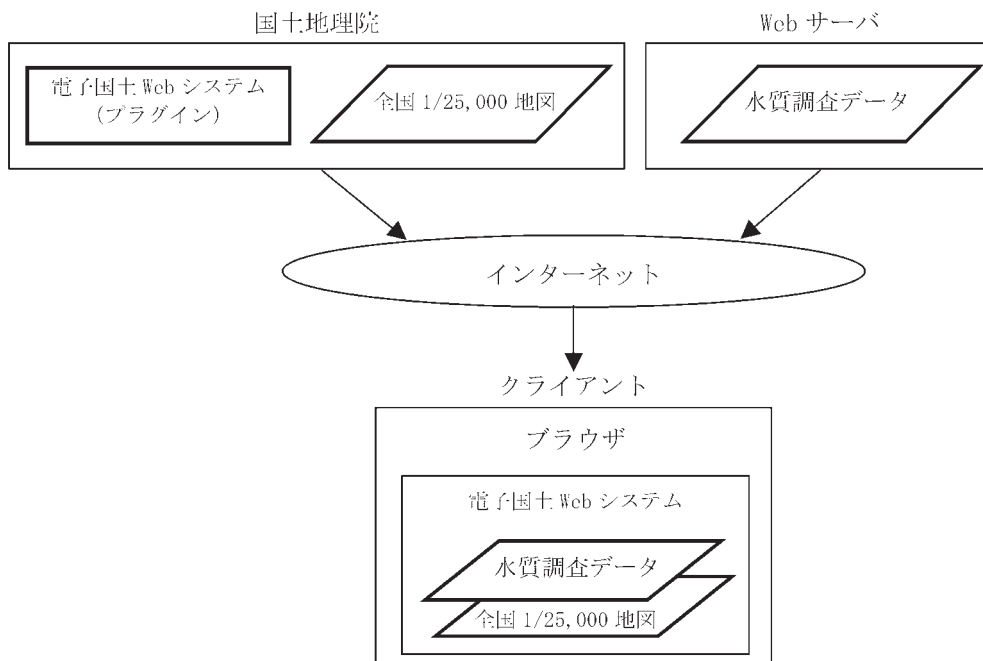 国土地理院
Web サーバ
電子国土 Web システム
(プラグイン)
全国 1/25,000 地図
水質調査データ
インターネット
クライアント
ブラウザ
電子国土 Web システム
水質調査データ
全国 1/25,000 地図